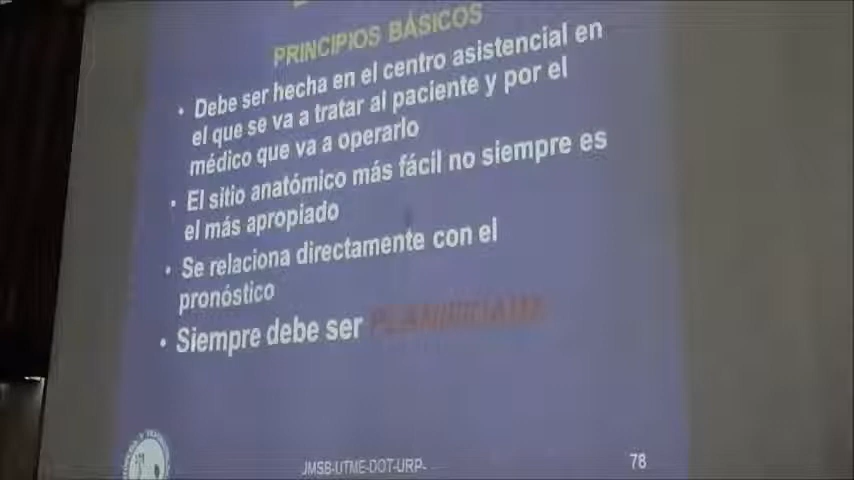 PRINCIPIOS BÁSICOS
• Debe ser hecha en el centro asistencial en
el que se va a tratar al paciente y por el
médico que va a operarlo
• El sitio anatómico más fácil no siempre es
el más apropiado
• Se relaciona directamente con el
pronóstico
• Siempre debe ser
JMSB-UTME-DOT-URP-
78